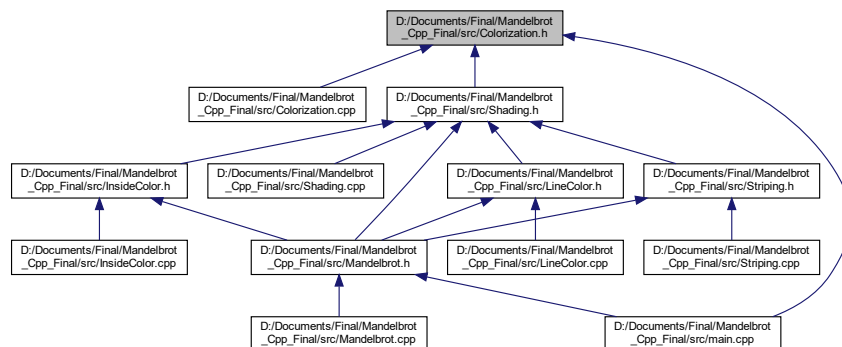 D:/Documents/Final/Mandelbrot
_Cpp_Final/src/Colorization.h
D:/Documents/Final/Mandelbrot
_Cpp_Final/src/Colorization.cpp
D:/Documents/Final/Mandelbrot
_Cpp_Final/src/Shading.h
D:/Documents/Final/Mandelbrot
_Cpp_Final/src/InsideColor.h
D:/Documents/Final/Mandelbrot
_Cpp_Final/src/Shading.cpp
D:/Documents/Final/Mandelbrot
_Cpp_Final/src/LineColor.h
D:/Documents/Final/Mandelbrot
_Cpp_Final/src/Striping.h
D:/Documents/Final/Mandelbrot
_Cpp_Final/src/InsideColor.cpp
D:/Documents/Final/Mandelbrot
_Cpp_Final/src/Mandelbrot.h
D:/Documents/Final/Mandelbrot
_Cpp_Final/src/LineColor.cpp
D:/Documents/Final/Mandelbrot
_Cpp_Final/src/Striping.cpp
D:/Documents/Final/Mandelbrot
_Cpp_Final/src/Mandelbrot.cpp
D:/Documents/Final/Mandelbrot
_Cpp_Final/src/main.cpp